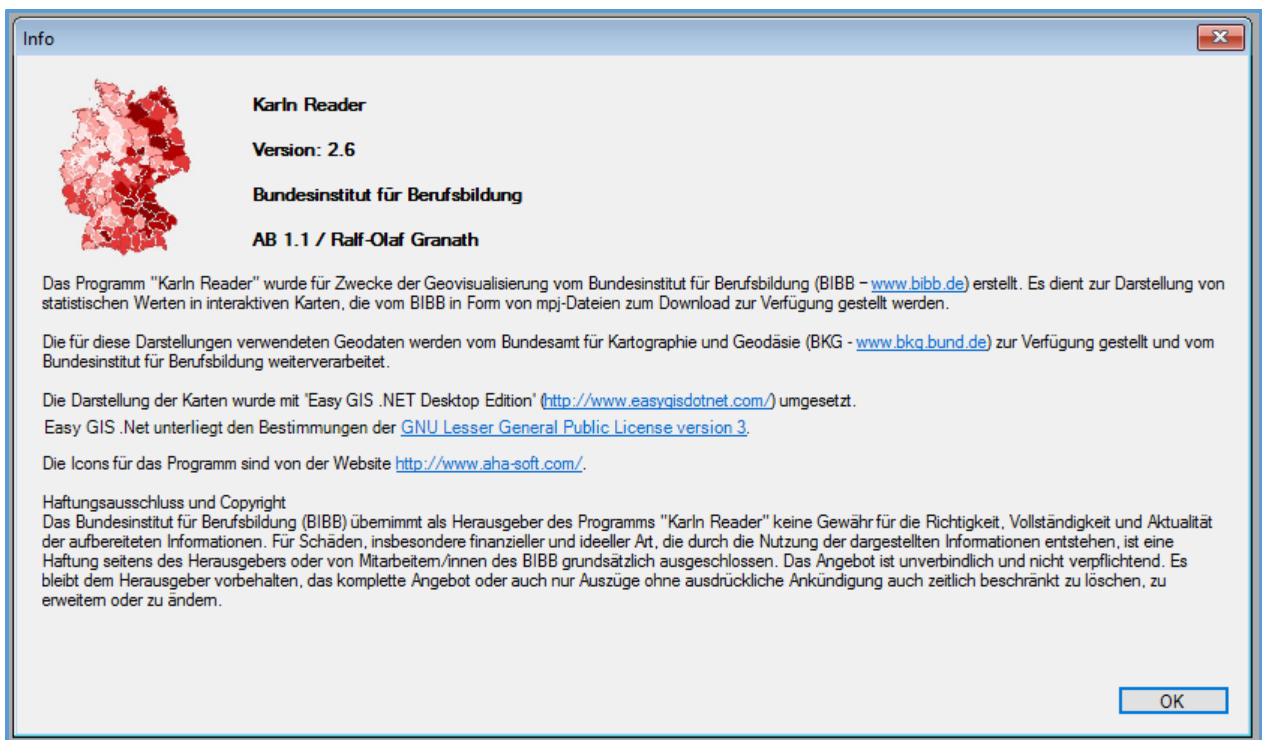 Info
KarIn Reader
Version: 2.6
Bundesinstitut für Berufsbildung
AB 1.1 / Ralf-Olaf Granath
Das Programm "KarIn Reader" wurde für Zwecke der Geovisualisierung vom Bundesinstitut für Berufsbildung (BIBB – www.bibb.de) erstellt. Es dient zur Darstellung von
statistischen Werten in interaktiven Karten, die vom BIBB in Form von mpj-Dateien zum Download zur Verfügung gestellt werden.
Die für diese Darstellungen verwendeten Geodaten werden vom Bundesamt für Kartographie und Geodäsie (BKG - www.bkg.bund.de) zur Verfügung gestellt und vom
Bundesinstitut für Berufsbildung weiterverarbeitet.
Die Darstellung der Karten wurde mit 'Easy GIS .NET Desktop Edition' (http://www.easygisdotnet.com/) umgesetzt.
Easy GIS .Net unterliegt den Bestimmungen der GNU Lesser General Public License version 3.
Die Icons für das Programm sind von der Website http://www.aha-soft.com/.
Haftungsausschluss und Copyright
Das Bundesinstitut für Berufsbildung (BIBB) übernimmt als Herausgeber des Programms "KarIn Reader" keine Gewähr für die Richtigkeit, Vollständigkeit und Aktualität
der aufbereiteten Informationen. Für Schäden, insbesondere finanzieller und ideeller Art, die durch die Nutzung der dargestellten Informationen entstehen, ist eine
Haftung seitens des Herausgebers oder von Mitarbeitern/innen des BIBB grundsätzlich ausgeschlossen. Das Angebot ist unverbindlich und nicht verpflichtend. Es
bleibt dem Herausgeber vorbehalten, das komplette Angebot oder auch nur Auszüge ohne ausdrückliche Ankündigung auch zeitlich beschränkt zu löschen, zu
erweitern oder zu ändern.
OK